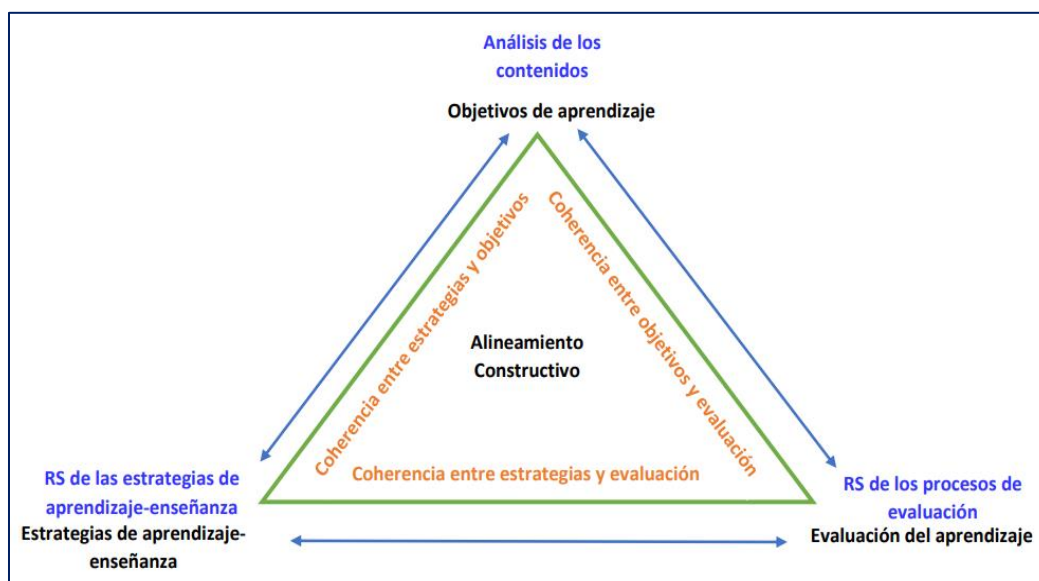 Análisis de los
contenidos
Objetivos de aprendizaje
Coherencia entre estrategias y objetivos
Coherencia entre objetivos y evaluación
Alineamiento
Constructivo
Coherencia entre estrategias y evaluación
RS de las estrategias de
aprendizaje-enseñanza
Estrategias de aprendizaje-
enseñanza
RS de los procesos de
evaluación
Evaluación del aprendizaje